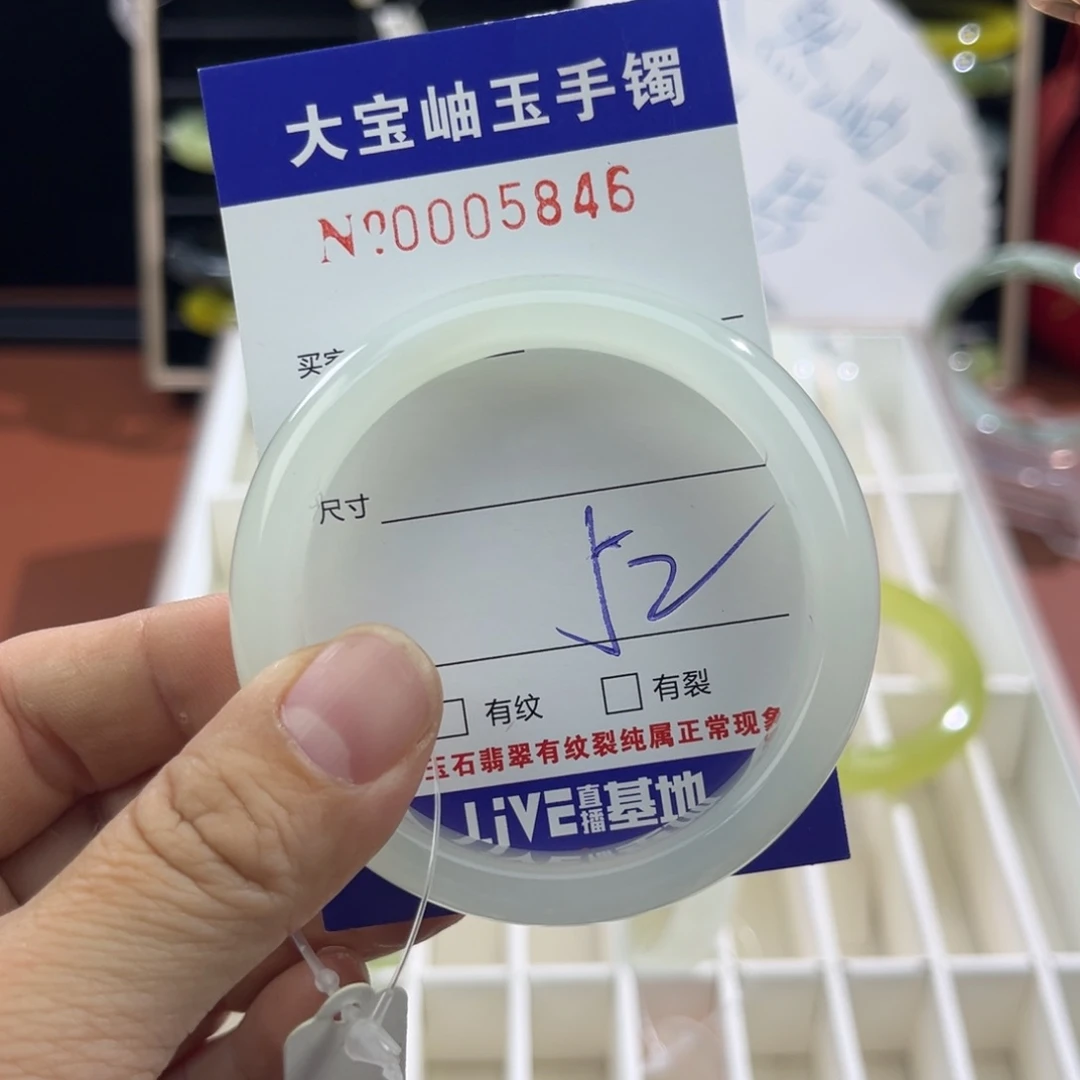 大宝岫玉手镯
Nº0005846
买家
尺寸
52
有纹 有裂
玉石翡翠有纹裂纯属正常现象
LiVE直播基地